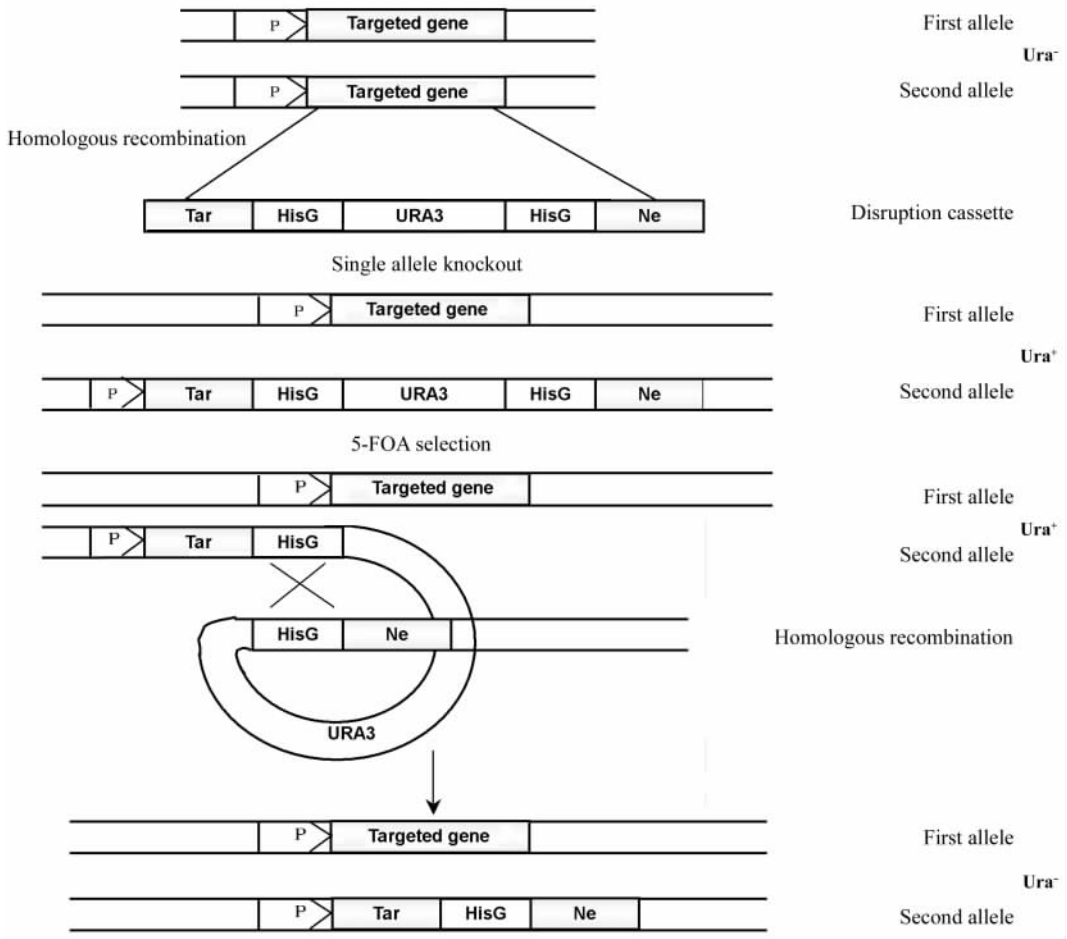 P Targeted gene First allele
Ura⁻
P Targeted gene Second allele
Homologous recombination
Tar HisG URA3 HisG Ne Disruption cassette
Single allele knockout
P Targeted gene First allele
Ura⁺
P Tar HisG URA3 HisG Ne Second allele
5-FOA selection
P Targeted gene First allele
Ura⁺
P Tar HisG Second allele
HisG Ne Homologous recombination
URA3
P Targeted gene First allele
Ura⁻
P Tar HisG Ne Second allele